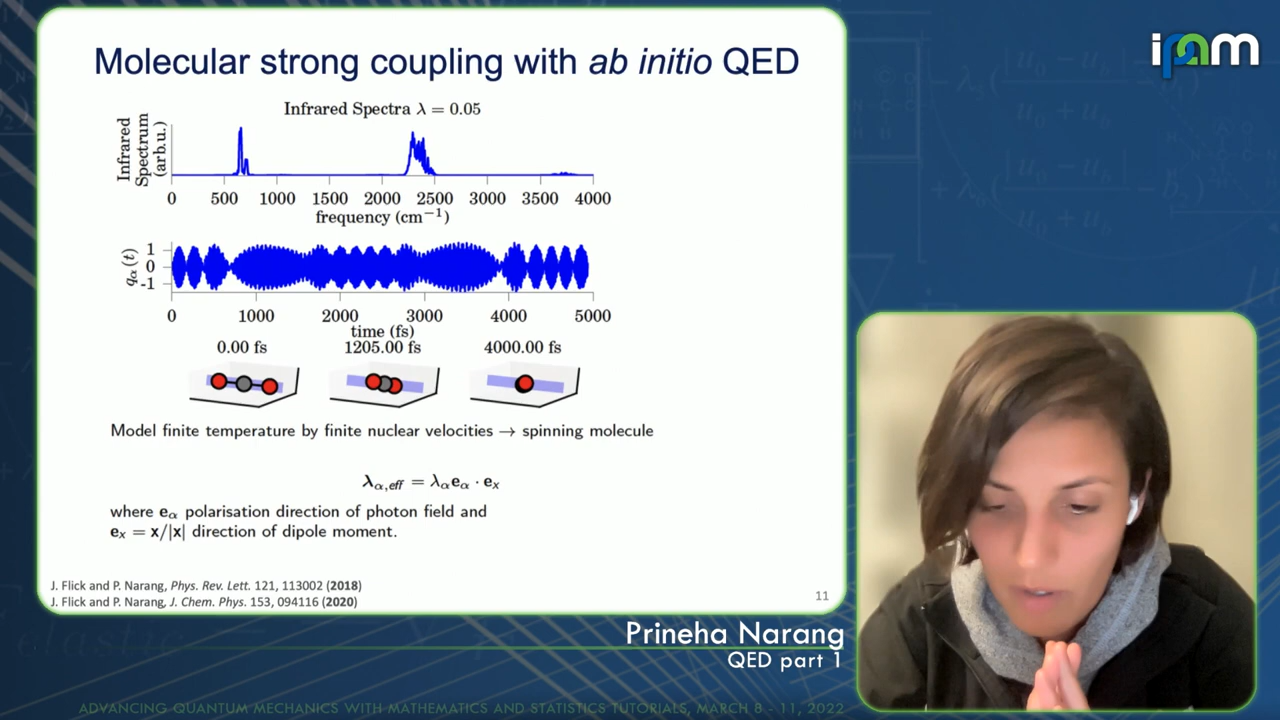 ipam
Molecular strong coupling with ab initio QED
Infrared Spectra λ = 0.05
Infrared
Spectrum
(arb.u.)
0 500 1000 1500 2000 2500 3000 3500 4000
frequency (cm⁻¹)
qα(t)
1
0
-1
0 1000 2000 3000 4000 5000
time (fs)
0.00 fs 1205.00 fs 4000.00 fs
Model finite temperature by finite nuclear velocities → spinning molecule
λα,eff = λαeα · ex
where eα polarisation direction of photon field and
ex = x/|x| direction of dipole moment.
J. Flick and P. Narang, Phys. Rev. Lett. 121, 113002 (2018)
J. Flick and P. Narang, J. Chem. Phys. 153, 094116 (2020)
11
Prineha Narang
QED part 1
elastic
ADVANCING QUANTUM MECHANICS WITH MATHEMATICS AND STATISTICS TUTORIALS, MARCH 8 - 11, 2022